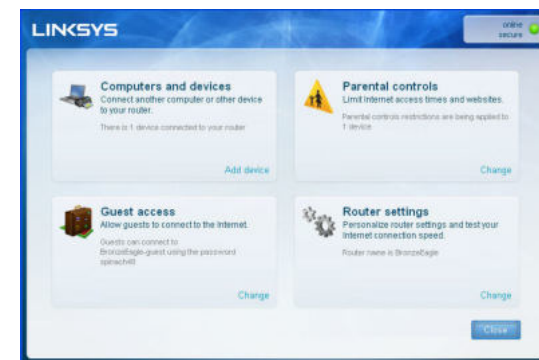 LINKSYS
online
secure
Computers and devices
Connect another computer or other device
to your router.
There is 1 device connected to your router
Add device
Parental controls
Limit Internet access times and websites.
Parental controls restrictions are being applied to
1 device
Change
Guest access
Allow guests to connect to the Internet.
Guests can connect to
BronzeEagle-guest using the password
Change
Router settings
Personalize router settings and test your
Internet connection speed.
Router name is BronzeEagle
Change
Close